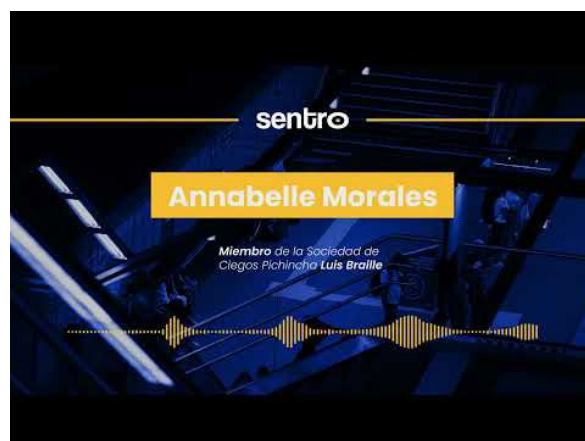 sentro
Annabelle Morales
Miembro de la Sociedad de
Ciegos Pichincha Luis Braille